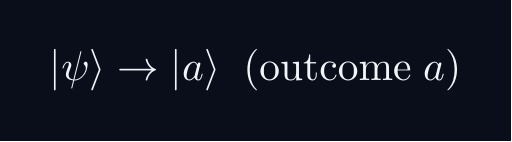 |ψ⟩ → |a⟩ (outcome a)